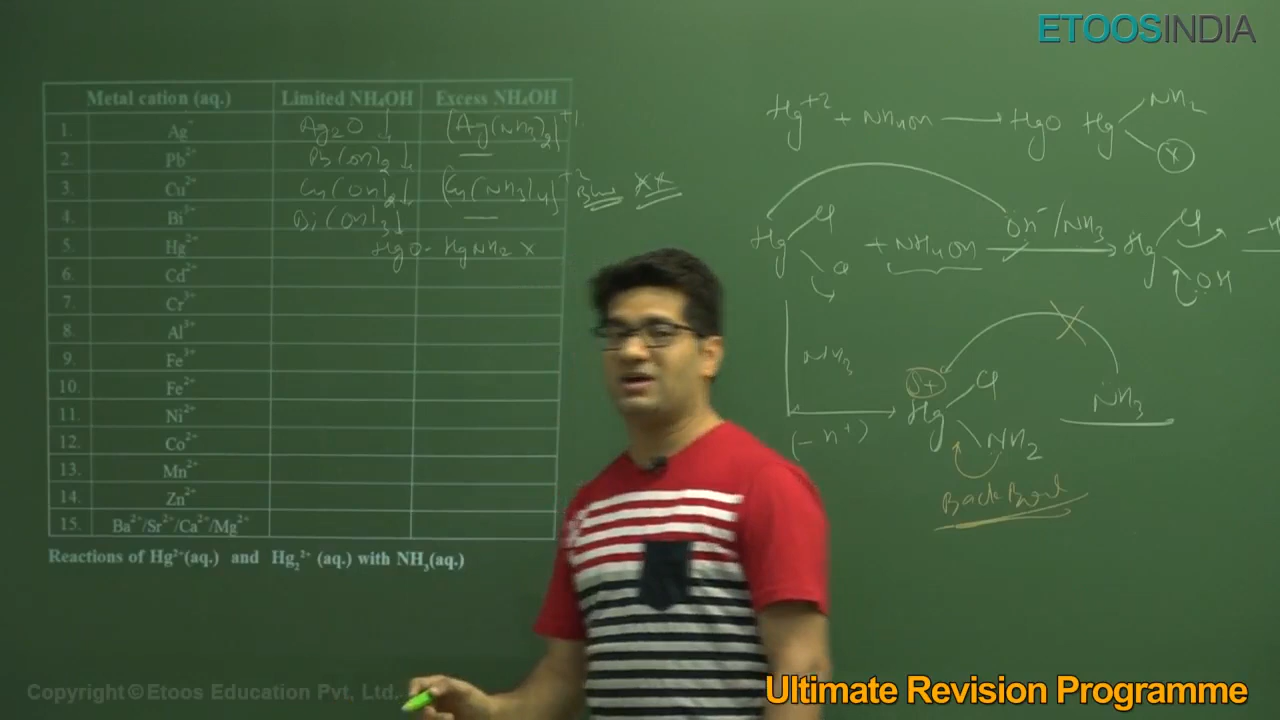 ETOOSINDIA
Metal cation (aq.) Limited NH₄OH Excess NH₄OH
1. Ag⁺ Ag₂O ↓ [Ag(NH₃)₂]⁺¹
2. Pb²⁺ Pb(OH)₂↓ —
3. Cu²⁺ Cu(OH)₂↓ [Cu(NH₃)₄]⁺² Blue ××
4. Bi³⁺ Bi(OH)₃↓ —
5. Hg²⁺ HgO· HgNH₂ X
6. Cd²⁺
7. Cr³⁺
8. Al³⁺
9. Fe³⁺
10. Fe²⁺
11. Ni²⁺
12. Co²⁺
13. Mn²⁺
14. Zn²⁺
15. Ba²⁺/Sr²⁺/Ca²⁺/Mg²⁺
Reactions of Hg²⁺(aq.) and Hg₂²⁺ (aq.) with NH₃(aq.)
Hg⁺² + NH₄OH → HgO Hg NH₂ X
Hg Cl Cl + NH₄OH OH⁻/NH₃ → Hg Cl OH
NH₃ (−H⁺) → δ+ Hg Cl NH₂ NH₃
Back Bond
Copyright © Etoos Education Pvt, Ltd.
Ultimate Revision Programme